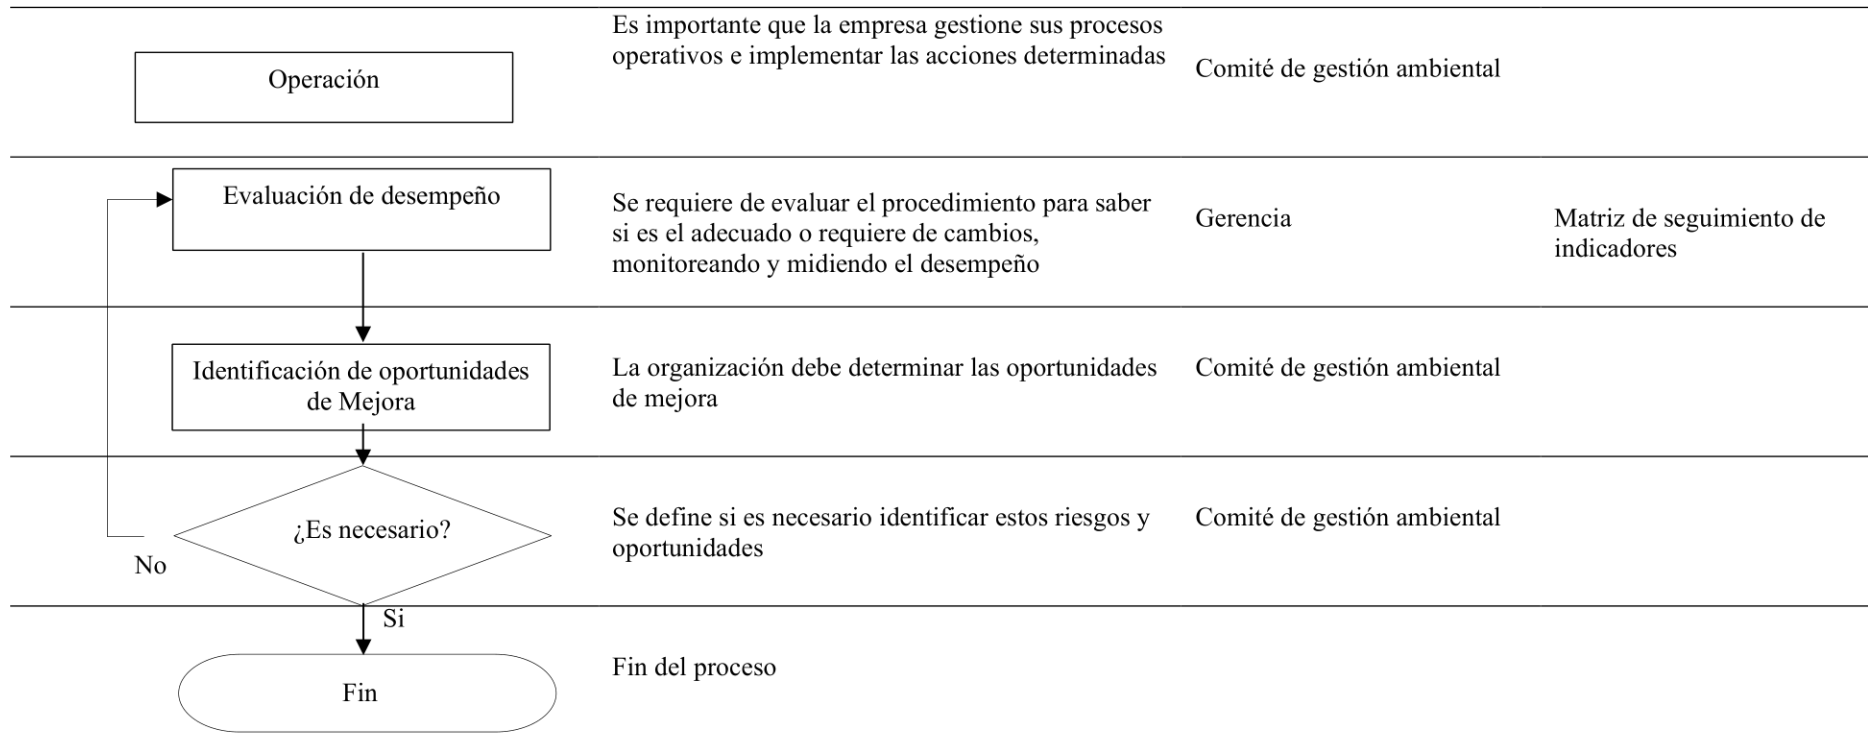 Operación
Es importante que la empresa gestione sus procesos
operativos e implementar las acciones determinadas
Comité de gestión ambiental
Evaluación de desempeño
Se requiere de evaluar el procedimiento para saber
si es el adecuado o requiere de cambios,
monitoreando y midiendo el desempeño
Gerencia
Matriz de seguimiento de
indicadores
Identificación de oportunidades
de Mejora
La organización debe determinar las oportunidades
de mejora
Comité de gestión ambiental
¿Es necesario?
No
Se define si es necesario identificar estos riesgos y
oportunidades
Comité de gestión ambiental
Si
Fin
Fin del proceso